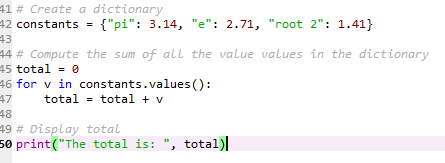 41 # Create a dictionary
42 constants = {"pi": 3.14, "e": 2.71, "root 2": 1.41}
43
44 # Compute the sum of all the value values in the dictionary
45 total = 0
46 for v in constants.values():
47     total = total + v
48
49 # Display total
50 print("The total is: ", total)